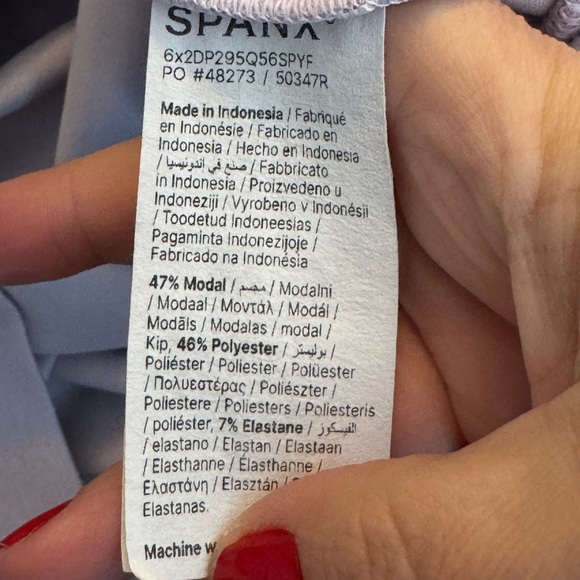 SPANX®
6x2DP295Q56SPYF
PO #48273 / 50347R
Made in Indonesia / Fabriqué
en Indonésie / Fabricado en
Indonesia / Hecho en Indonesia
/ صنع في أندونيسيا / Fabbricato
in Indonesia / Proizvedeno u
Indoneziji / Vyrobeno v Indonésii
/ Toodetud Indoneesias /
Pagaminta Indonezijoje /
Fabricado na Indonésia
47% Modal / مجسم / Modalni
/ Modaal / Μοντάλ / Modál /
Modāls / Modalas / modal /
Kip, 46% Polyester / بوليستر /
Poliéster / Poliester / Polüester
/ Πολυεστέρας / Poliészter /
Poliestere / Poliesters / Poliesteris
/ poliéster, 7% Elastane / الفيسكوز
/ elastano / Elastan / Elastaan
/ Elasthanne / Élasthanne /
Ελαστάνη / Elasztán /
Elastanas
Machine w